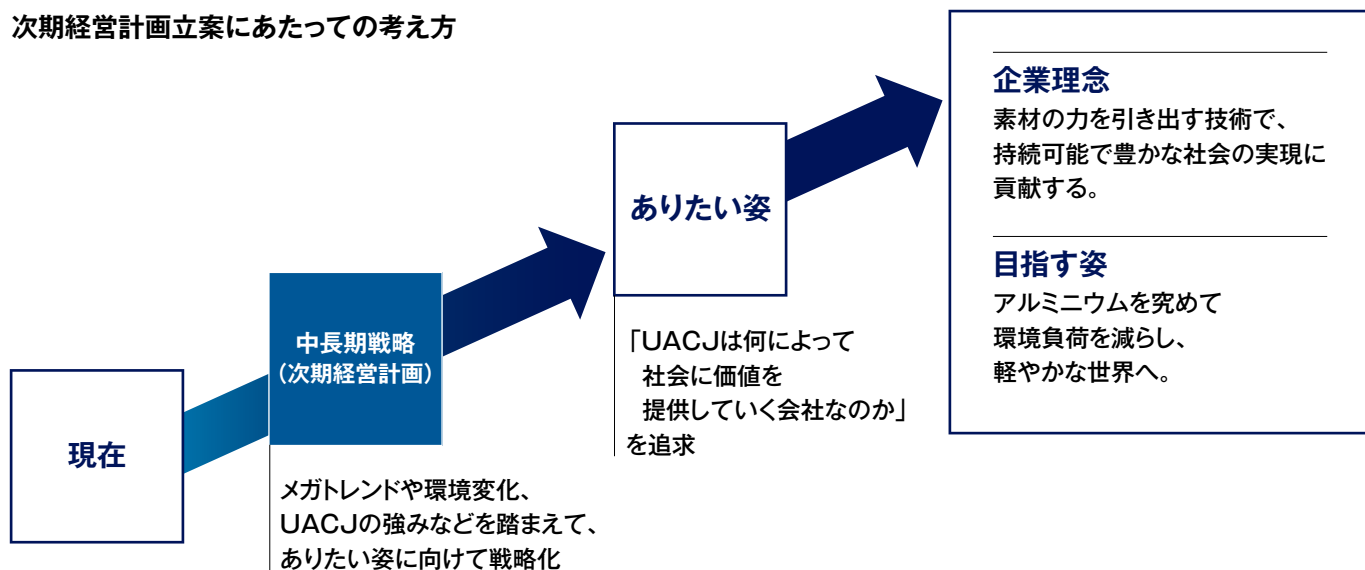 次期経営計画立案にあたっての考え方
現在
中長期戦略
（次期経営計画）
メガトレンドや環境変化、
UACJの強みなどを踏まえて、
ありたい姿に向けて戦略化
ありたい姿
「UACJは何によって
社会に価値を
提供していく会社なのか」
を追求
企業理念
素材の力を引き出す技術で、
持続可能で豊かな社会の実現に
貢献する。
目指す姿
アルミニウムを究めて
環境負荷を減らし、
軽やかな世界へ。